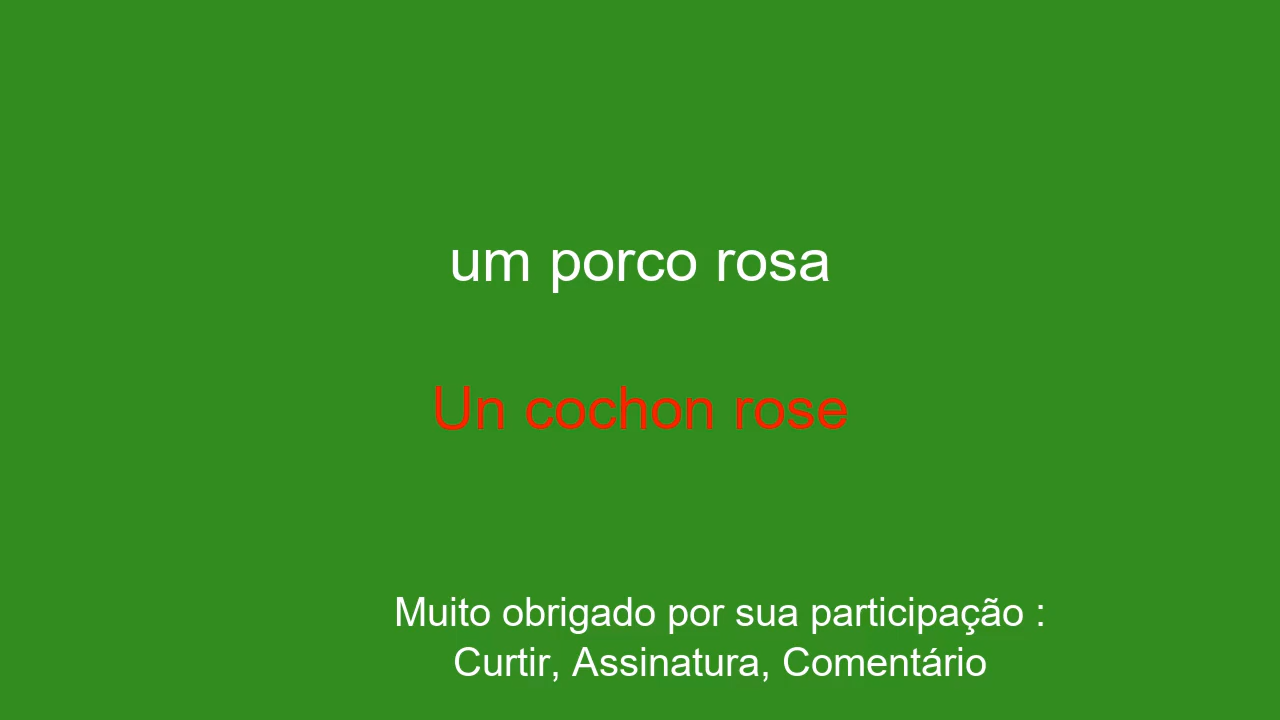 um porco rosa
Un cochon rose
Muito obrigado por sua participação :
Curtir, Assinatura, Comentário